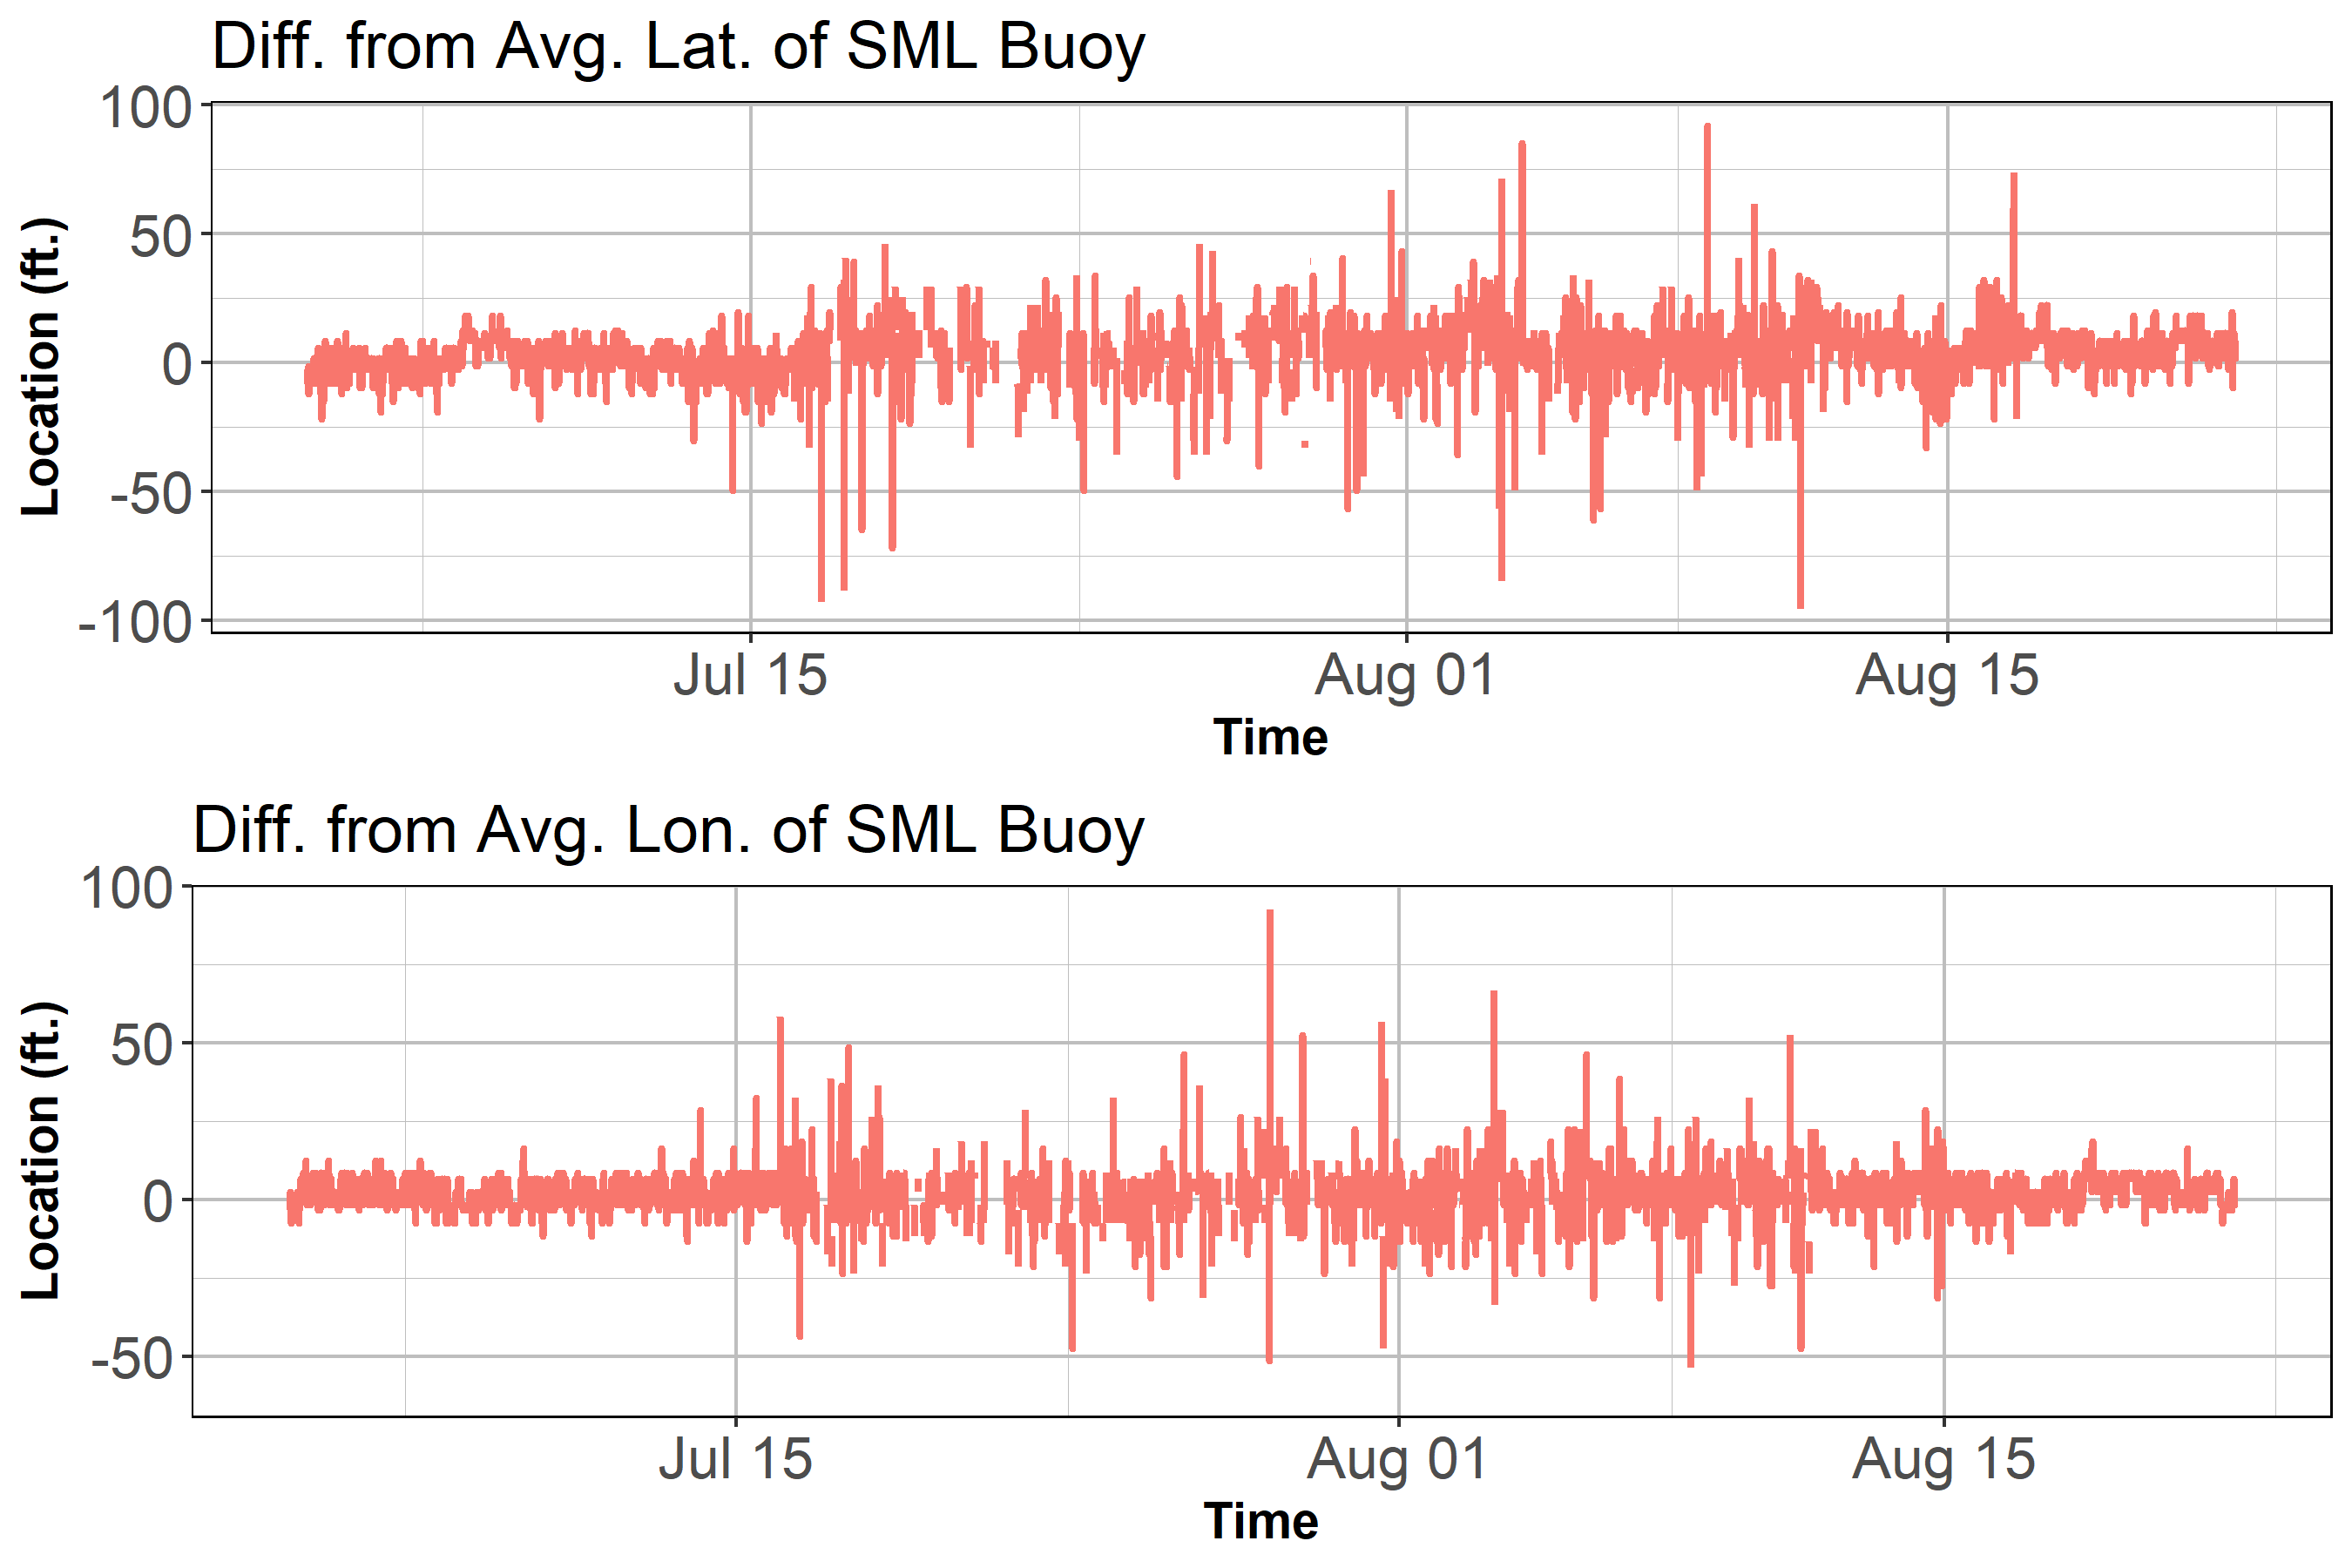 Diff. from Avg. Lat. of SML Buoy
100
50
0
-50
-100
Location (ft.)
Jul 15 Aug 01 Aug 15
Time
Diff. from Avg. Lon. of SML Buoy
100
50
0
-50
Location (ft.)
Jul 15 Aug 01 Aug 15
Time